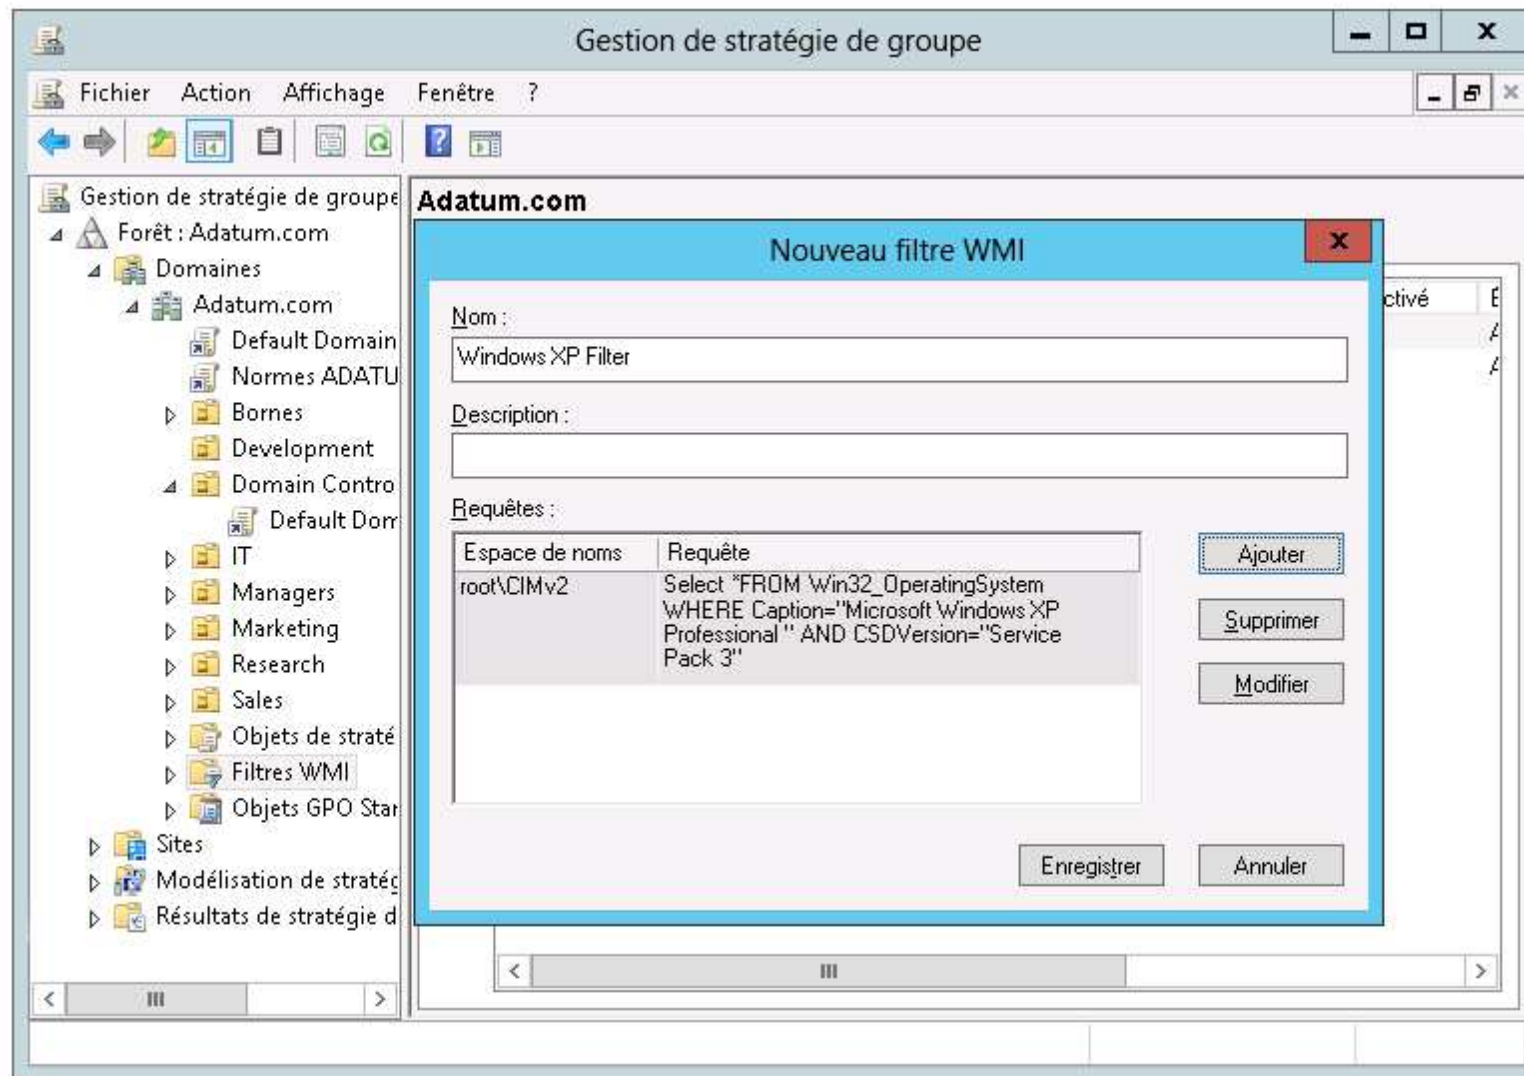 Gestion de stratégie de groupe
Fichier Action Affichage Fenêtre ?
Gestion de stratégie de groupe
Forêt : Adatum.com
Domaines
Adatum.com
Default Domain
Normes ADATU
Bornes
Development
Domain Contro
Default Dom
IT
Managers
Marketing
Research
Sales
Objets de straté
Filtres WMI
Objets GPO Star
Sites
Modélisation de stratég
Résultats de stratégie d
Adatum.com
ctivé
Nouveau filtre WMI
Nom :
Windows XP Filter
Description :
Requêtes :
Espace de noms Requête
root\CIMv2 Select *FROM Win32_OperatingSystem
WHERE Caption="Microsoft Windows XP
Professional " AND CSDVersion="Service
Pack 3"
Ajouter
Supprimer
Modifier
Enregistrer Annuler